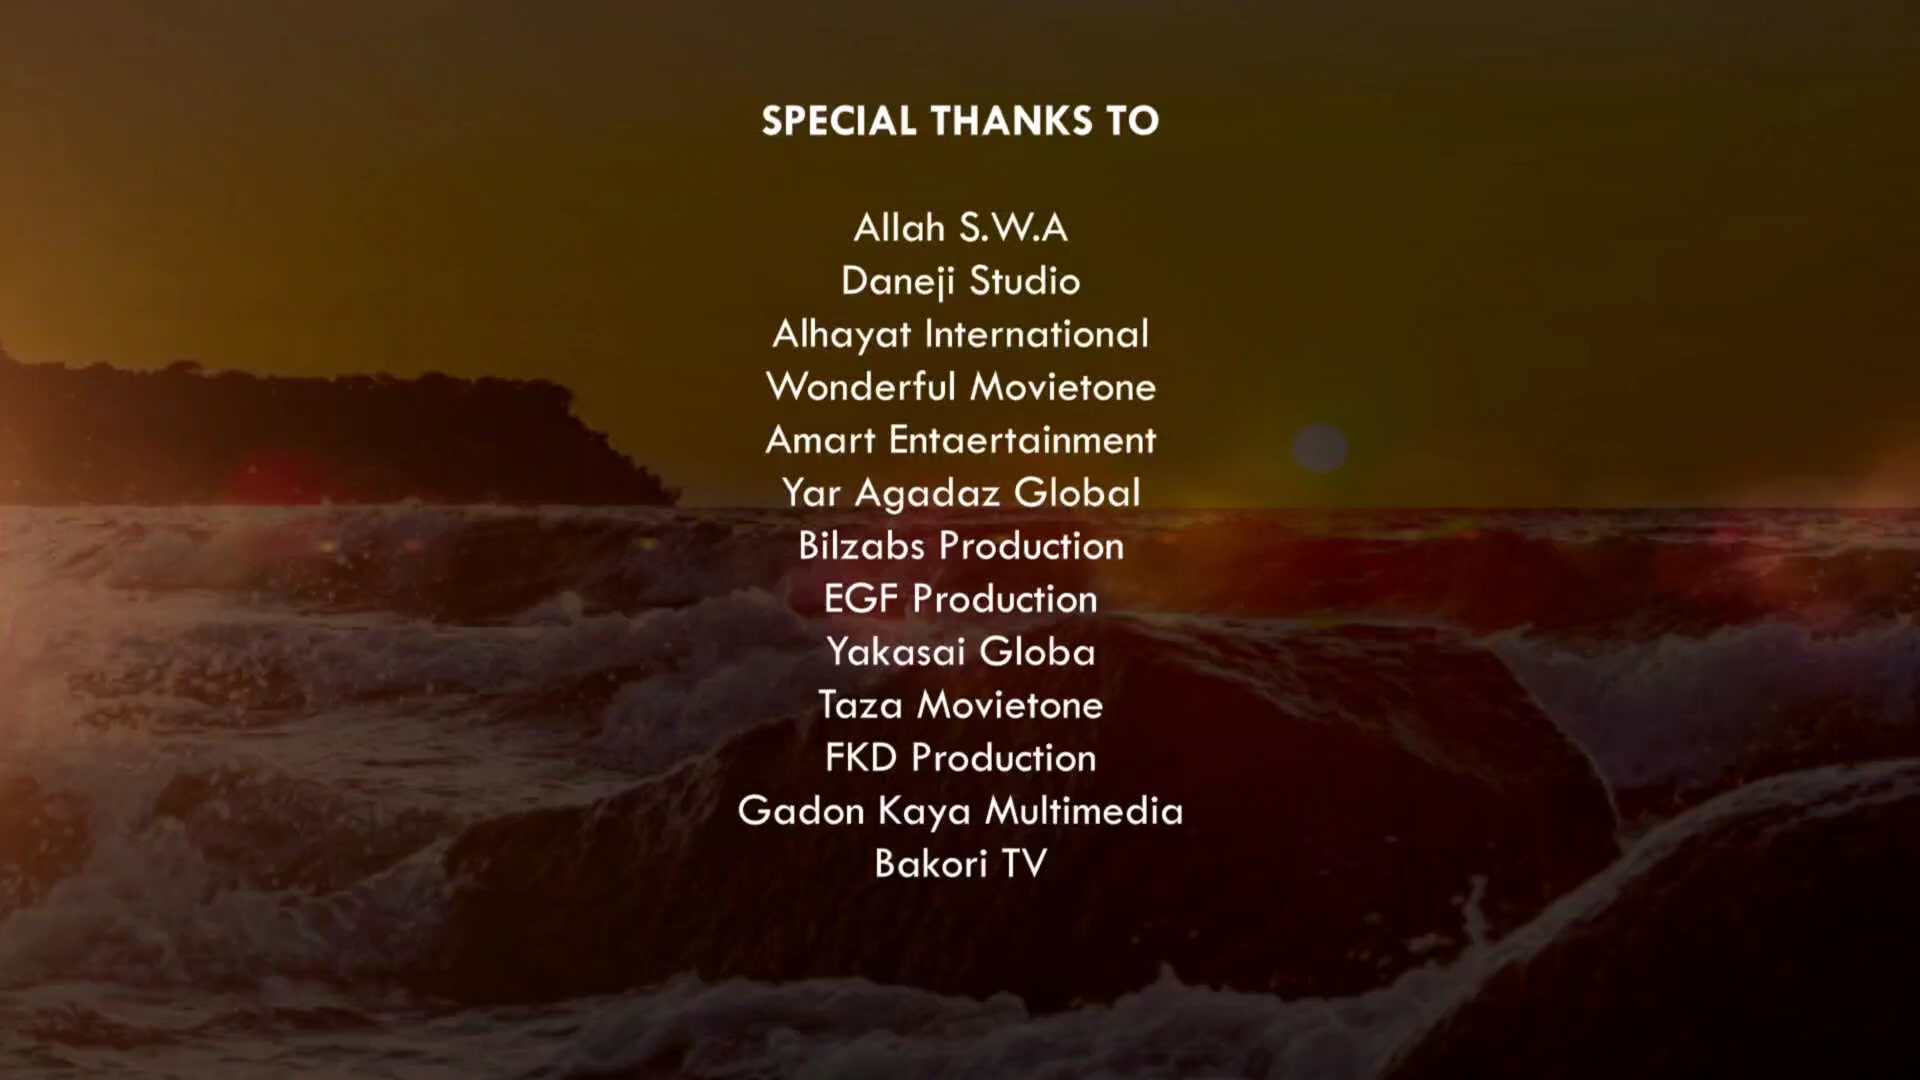 SPECIAL THANKS TO
Allah S.W.A
Daneji Studio
Alhayat International
Wonderful Movietone
Amart Entaertainment
Yar Agadaz Global
Bilzabs Production
EGF Production
Yakasai Globa
Taza Movietone
FKD Production
Gadon Kaya Multimedia
Bakori TV